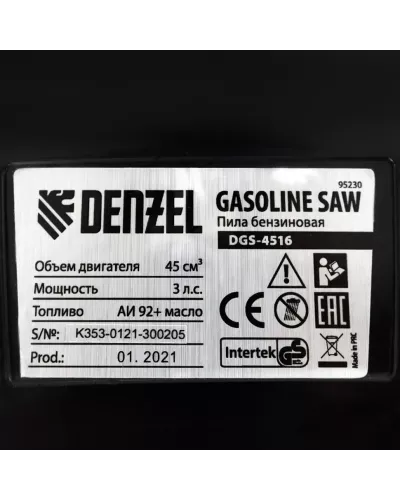 DENZEL
Объем двигателя 45 см³
Мощность 3 л.с.
Топливо АИ 92+ масло
S/№: K353-0121-300205
Prod.: 01. 2021
95230
GASOLINE SAW
Пила бензиновая
DGS-4516
CE
EAC
Intertek
GS
Made in PRC